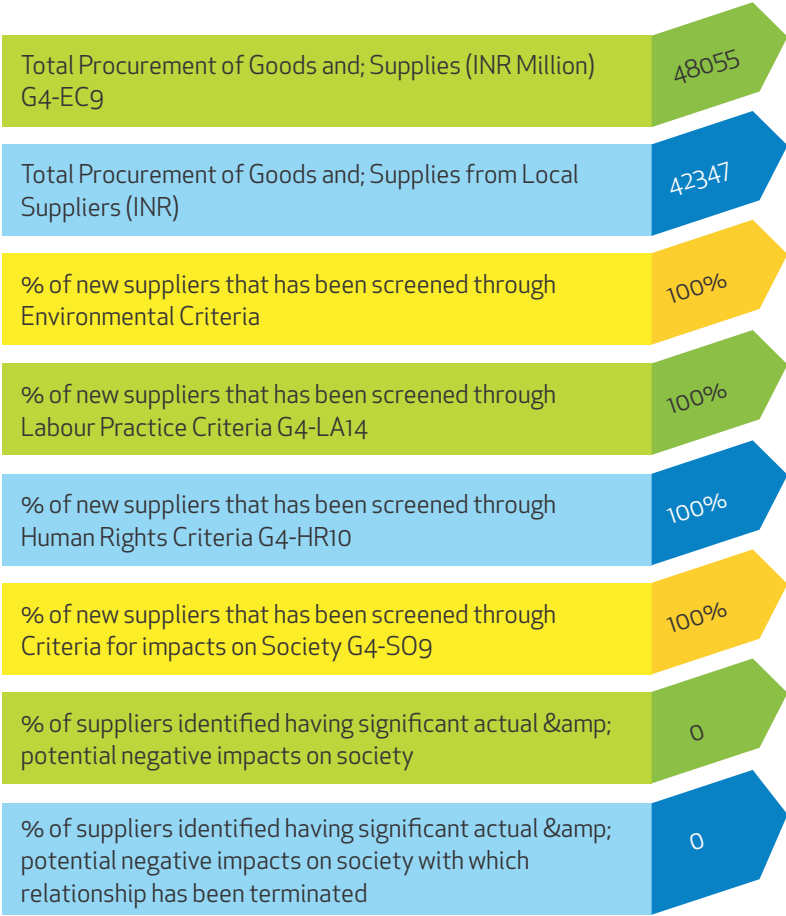 Total Procurement of Goods and; Supplies (INR Million)
G4-EC9
48055
Total Procurement of Goods and; Supplies from Local
Suppliers (INR)
42347
% of new suppliers that has been screened through
Environmental Criteria
100%
% of new suppliers that has been screened through
Labour Practice Criteria G4-LA14
100%
% of new suppliers that has been screened through
Human Rights Criteria G4-HR10
100%
% of new suppliers that has been screened through
Criteria for impacts on Society G4-SO9
100%
% of suppliers identified having significant actual &amp;
potential negative impacts on society
0
% of suppliers identified having significant actual &amp;
potential negative impacts on society with which
relationship has been terminated
0